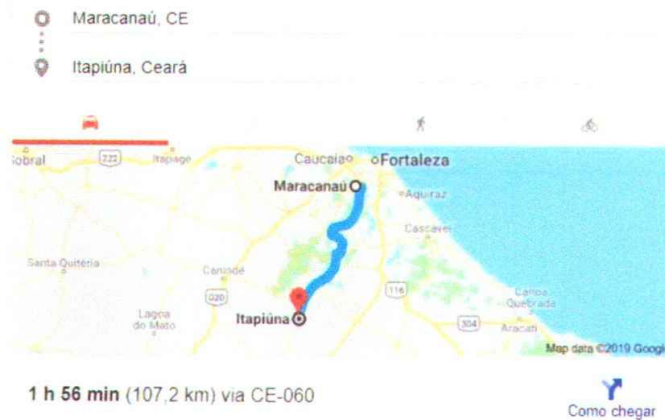 Maracanaú, CE
Itapiúna, Ceará
Sobral
222
Itapage
Caucaia
Fortaleza
Maracanaú
Aquiraz
Cascavel
Santa Quitéria
Canindé
020
116
Lagoa
do Mato
Itapiúna
Canoa
Quebrada
304
Aracati
Map data ©2019 Google
1 h 56 min (107,2 km) via CE-060
Como chegar